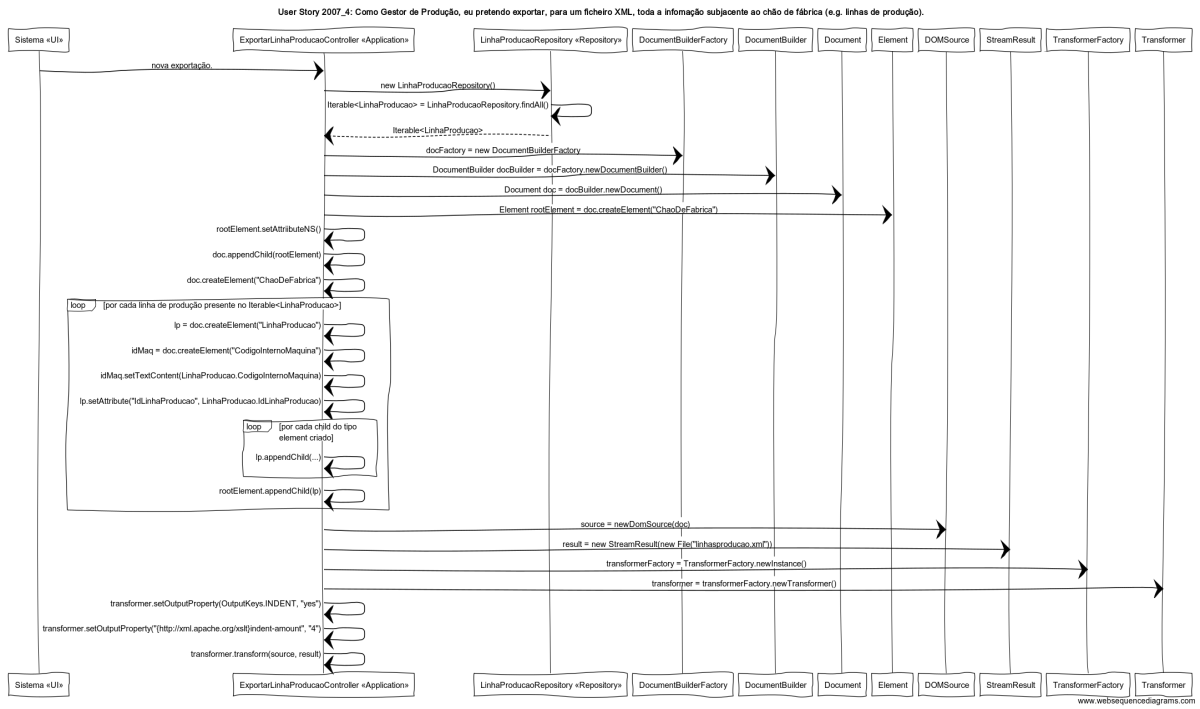 User Story 2007_4: Como Gestor de Produção, eu pretendo exportar, para um ficheiro XML, toda a infomação subjacente ao chão de fábrica (e.g. linhas de produção).
Sistema «UI»
ExportarLinhaProducaoController «Application»
LinhaProducaoRepository «Repository»
DocumentBuilderFactory
DocumentBuilder
Document
Element
DOMSource
StreamResult
TransformerFactory
Transformer
nova exportação.
new LinhaProducaoRepository()
Iterable<LinhaProducao> = LinhaProducaoRepository.findAll()
Iterable<LinhaProducao>
docFactory = new DocumentBuilderFactory
DocumentBuilder docBuilder = docFactory.newDocumentBuilder()
Document doc = docBuilder.newDocument()
Element rootElement = doc.createElement("ChaoDeFabrica")
rootElement.setAttriibuteNS()
doc.appendChild(rootElement)
doc.createElement("ChaoDeFabrica")
loop
[por cada linha de produção presente no Iterable<LinhaProducao>]
lp = doc.createElement("LinhaProducao")
idMaq = doc.createElement("CodigoInternoMaquina")
idMaq.setTextContent(LinhaProducao.CodigoInternoMaquina)
lp.setAttribute("IdLinhaProducao", LinhaProducao.IdLinhaProducao)
loop
[por cada child do tipo
element criado]
lp.appendChild(...)
rootElement.appendChild(lp)
source = newDomSource(doc)
result = new StreamResult(new File("linhasproducao.xml"))
transformerFactory = TransformerFactory.newInstance()
transformer = transformerFactory.newTransformer()
transformer.setOutputProperty(OutputKeys.INDENT, "yes")
transformer.setOutputProperty("{http://xml.apache.org/xslt}indent-amount", "4")
transformer.transform(source, result)
Sistema «UI»
ExportarLinhaProducaoController «Application»
LinhaProducaoRepository «Repository»
DocumentBuilderFactory
DocumentBuilder
Document
Element
DOMSource
StreamResult
TransformerFactory
Transformer
www.websequencediagrams.com